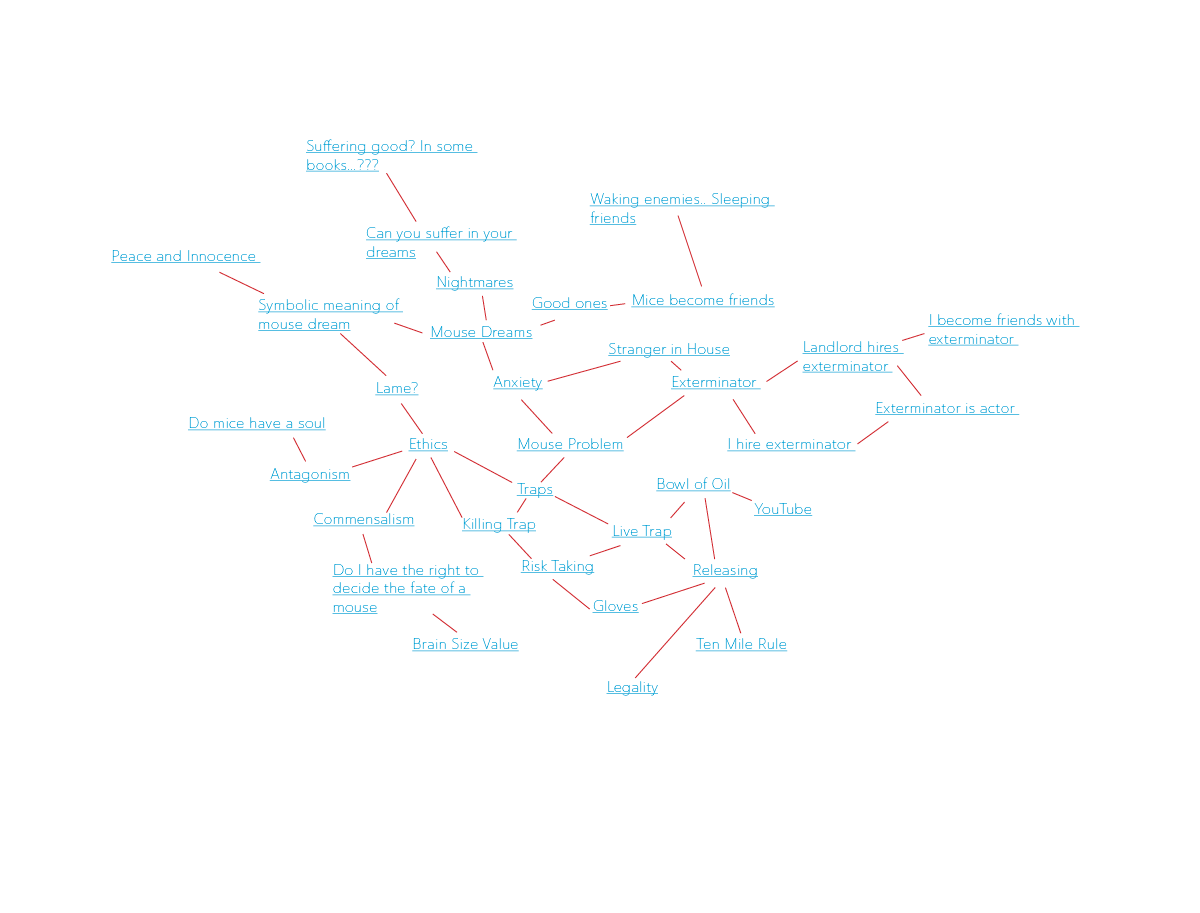 Suffering good? In some
books...???
Waking enemies.. Sleeping
friends
Can you suffer in your
dreams
Peace and Innocence
Nightmares
Symbolic meaning of
mouse dream
Good ones
Mice become friends
Mouse Dreams
I become friends with
exterminator
Stranger in House
Landlord hires
exterminator
Lame?
Anxiety
Exterminator
Exterminator is actor
Do mice have a soul
Ethics
Mouse Problem
I hire exterminator
Antagonism
Traps
Bowl of Oil
YouTube
Commensalism
Killing Trap
Live Trap
Do I have the right to
decide the fate of a
mouse
Risk Taking
Releasing
Gloves
Brain Size Value
Ten Mile Rule
Legality